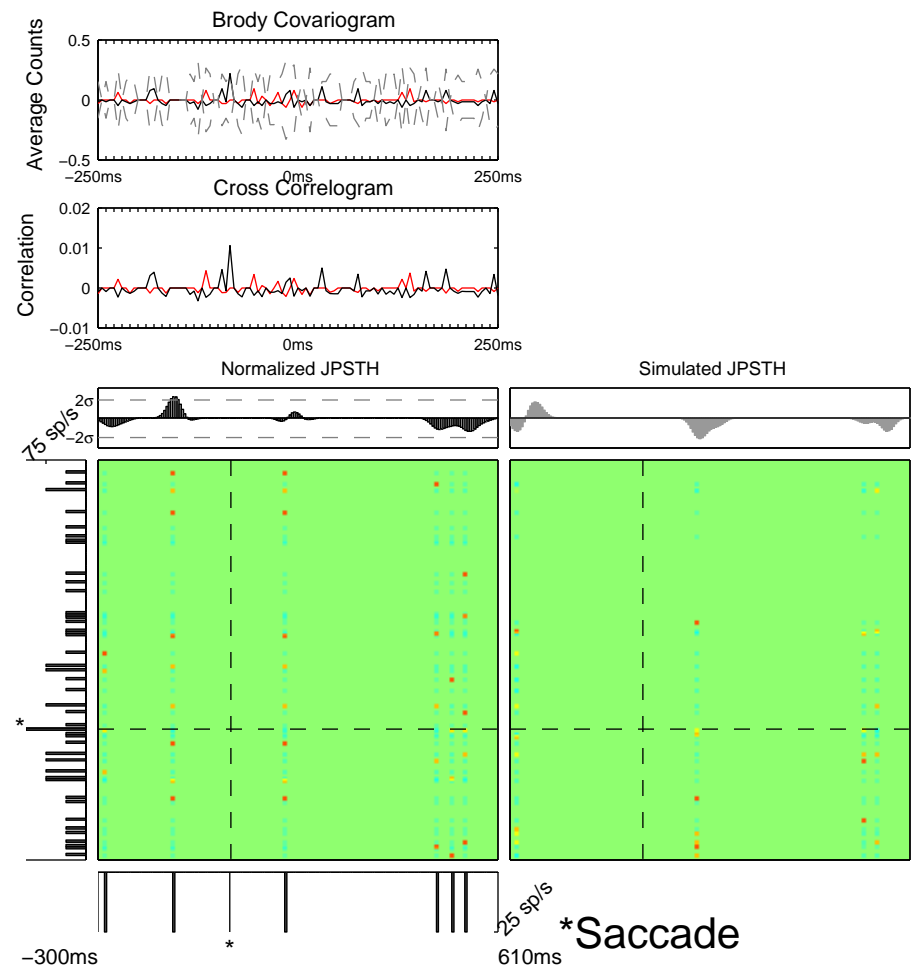 Brody Covariogram
0.5
0
−0.5
Average Counts
−250ms
0ms
250ms
Cross Correlogram
0.02
0.01
0
−0.01
Correlation
−250ms
0ms
250ms
Normalized JPSTH
Simulated JPSTH
2σ
−2σ
75 sp/s
*
*
25 sp/s
*Saccade
−300ms
610ms